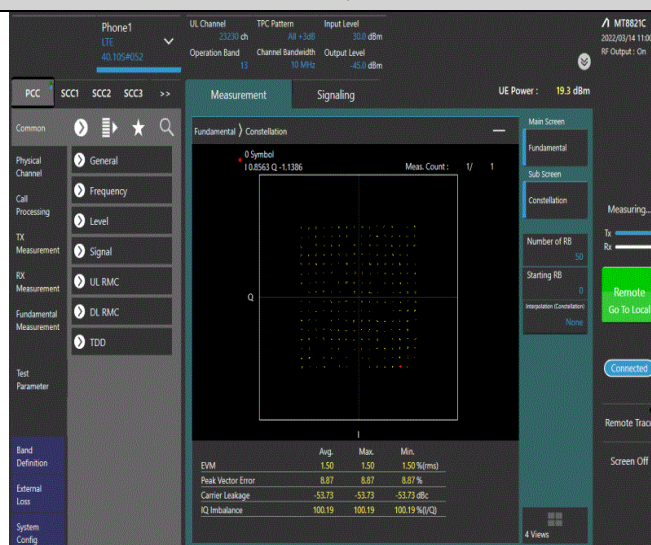 Phone1
LTE
40.10S#052
UL Channel
23230 ch
TPC Pattern
All +3dB
Input Level
30.0 dBm
Operation Band
13
Channel Bandwidth
10 MHz
Output Level
-45.0 dBm
MT8821C
2022/03/14 11:00
RF Output : On
PCC SCC1 SCC2 SCC3 >>
Measurement Signaling
UE Power : 19.3 dBm
Common
Physical
Channel
Call
Processing
TX
Measurement
RX
Measurement
Fundamental
Measurement
Test
Parameter
Band
Definition
External
Loss
System
Config
General
Frequency
Level
Signal
UL RMC
DL RMC
TDD
Fundamental 〉 Constellation
0 Symbol
I 0.8563 Q -1.1386
Meas. Count : 1/ 1
Q
I
Avg. Max. Min.
EVM 1.50 1.50 1.50 %(rms)
Peak Vector Error 8.87 8.87 8.87 %
Carrier Leakage -53.73 -53.73 -53.73 dBc
IQ Imbalance 100.19 100.19 100.19 %(I/Q)
Main Screen
Fundamental
Sub Screen
Constellation
Number of RB
50
Starting RB
0
Interpolation (Constellation)
None
4 Views
Measuring...
Tx
Rx
Remote
Go To Local
Connected
Remote Trace
Screen Off